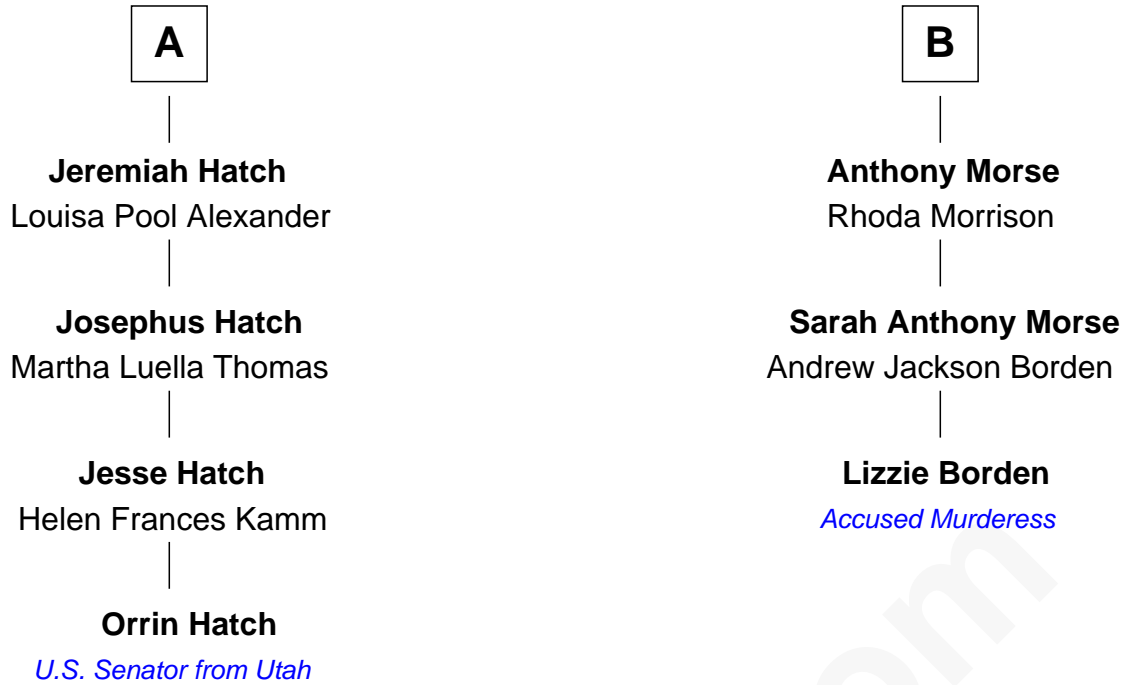 A
Jeremiah Hatch
Louisa Pool Alexander
Josephus Hatch
Martha Luella Thomas
Jesse Hatch
Helen Frances Kamm
Orrin Hatch
U.S. Senator from Utah
B
Anthony Morse
Rhoda Morrison
Sarah Anthony Morse
Andrew Jackson Borden
Lizzie Borden
Accused Murderess
om